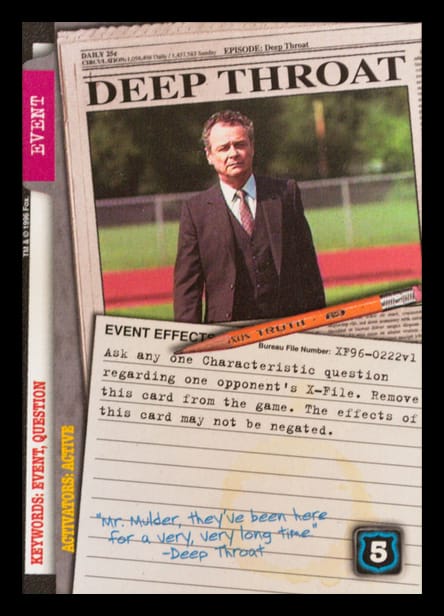 DAILY 25¢
EPISODE: Deep Throat
DEEP THROAT
EVENT
TM & © 1996 Fox
EVENT EFFECTS
TRUTH
Bureau File Number: XF96-0222v1
Ask any one Characteristic question
regarding one opponent's X-File. Remove
this card from the game. The effects of
this card may not be negated.
KEYWORDS: EVENT, QUESTION
ACTIVATORS: ACTIVE
"Mr. Mulder, they've been here
for a very, very long time"
-Deep Throat
5